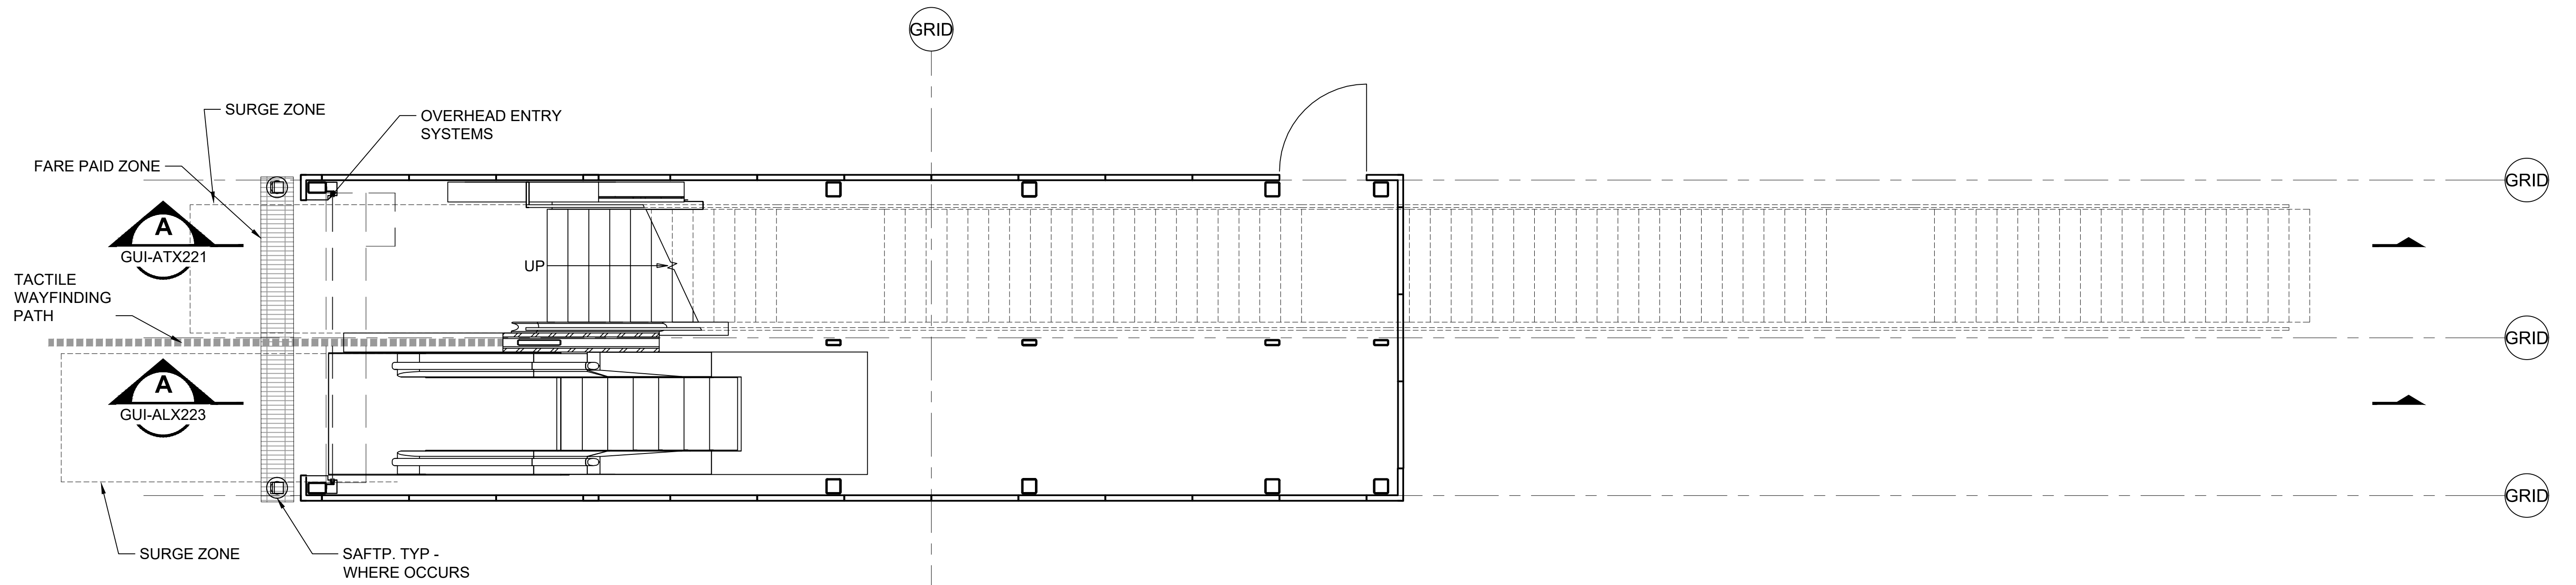 GRID
SURGE ZONE
OVERHEAD ENTRY
SYSTEMS
FARE PAID ZONE
GRID
A
GUI-ATX221
UP
TACTILE
WAYFINDING
PATH
GRID
A
GUI-ALX223
GRID
SURGE ZONE
SAFTP. TYP -
WHERE OCCURS